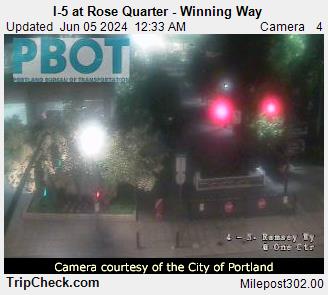 I-5 at Rose Quarter - Winning Way
Updated Jun 05 2024 12:33 AM Camera 4
PBOT
PORTLAND BUREAU OF TRANSPORTATION
4 - N. Ramsey Wy
@ One Ctr
Camera courtesy of the City of Portland
TripCheck.com Milepost302.00